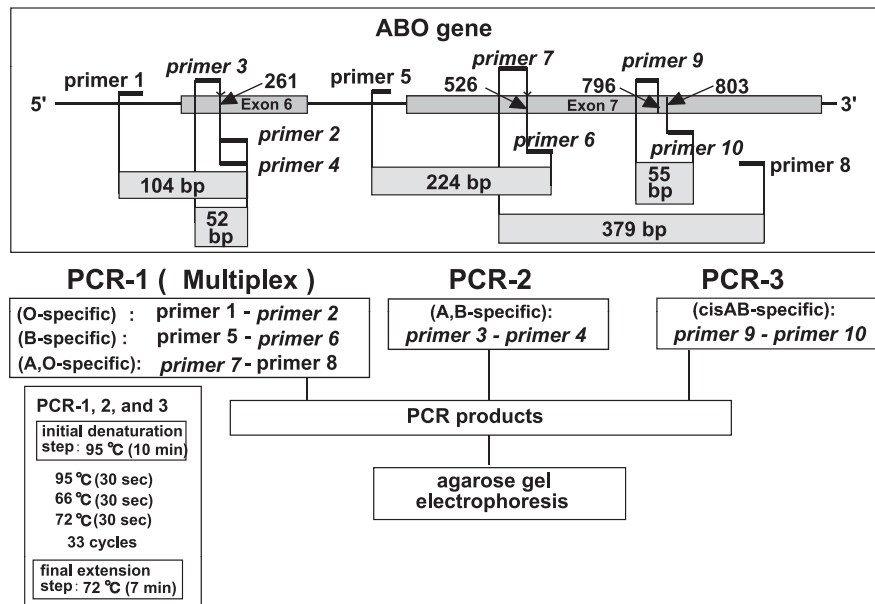 ABO gene
primer 1
primer 3
261
primer 5
primer 7
526
796
primer 9
803
5'
Exon 6
Exon 7
3'
primer 2
primer 4
primer 6
primer 10
primer 8
104 bp
52
bp
224 bp
55
bp
379 bp
PCR-1 ( Multiplex )
(O-specific) : primer 1 - primer 2
(B-specific) : primer 5 - primer 6
(A,O-specific): primer 7 - primer 8
PCR-2
(A,B-specific):
primer 3 - primer 4
PCR-3
(cisAB-specific):
primer 9 - primer 10
PCR products
agarose gel
electrophoresis
PCR-1, 2, and 3
initial denaturation
step: 95 ℃ (10 min)
95 ℃ (30 sec)
66 ℃ (30 sec)
72 ℃ (30 sec)
33 cycles
final extension
step: 72 ℃ (7 min)